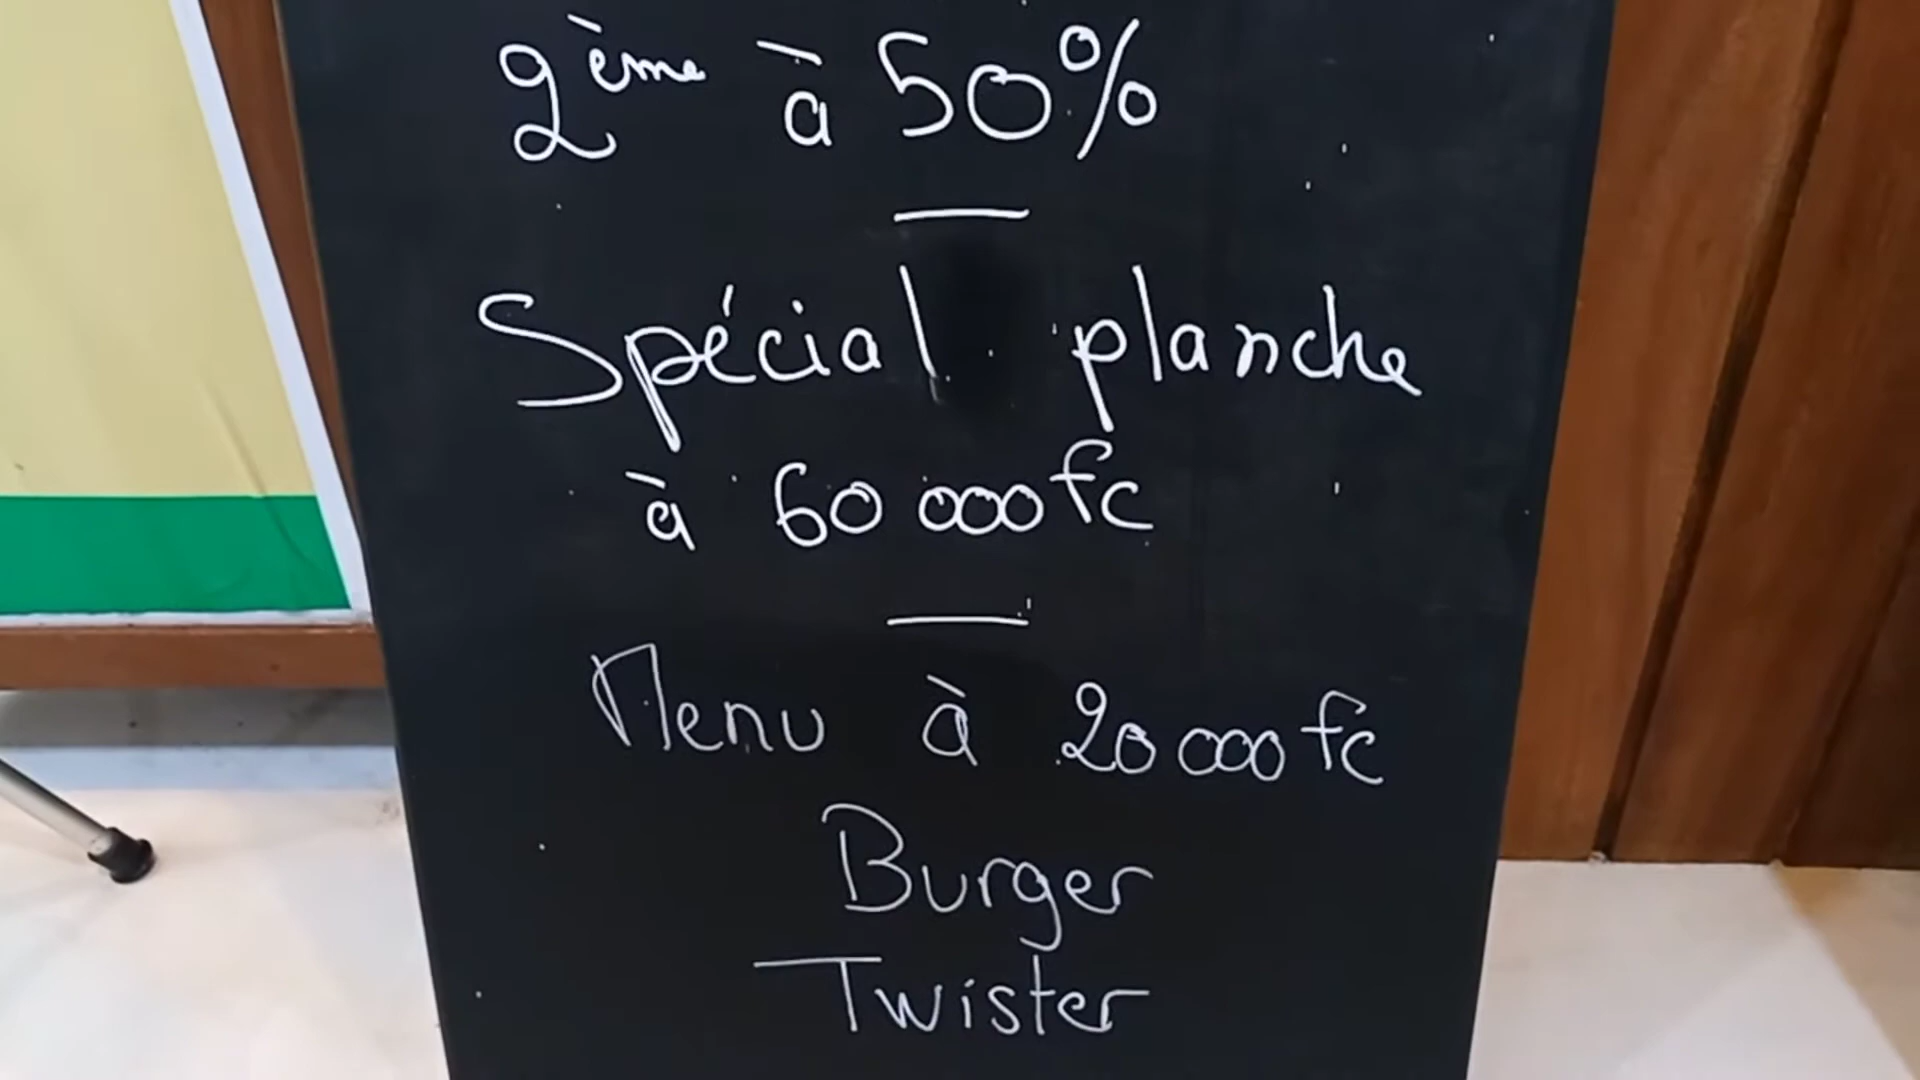 2ème à 50%
Spécial planche
à 60 000 fc
Menu à 20 000 fc
Burger
Twister